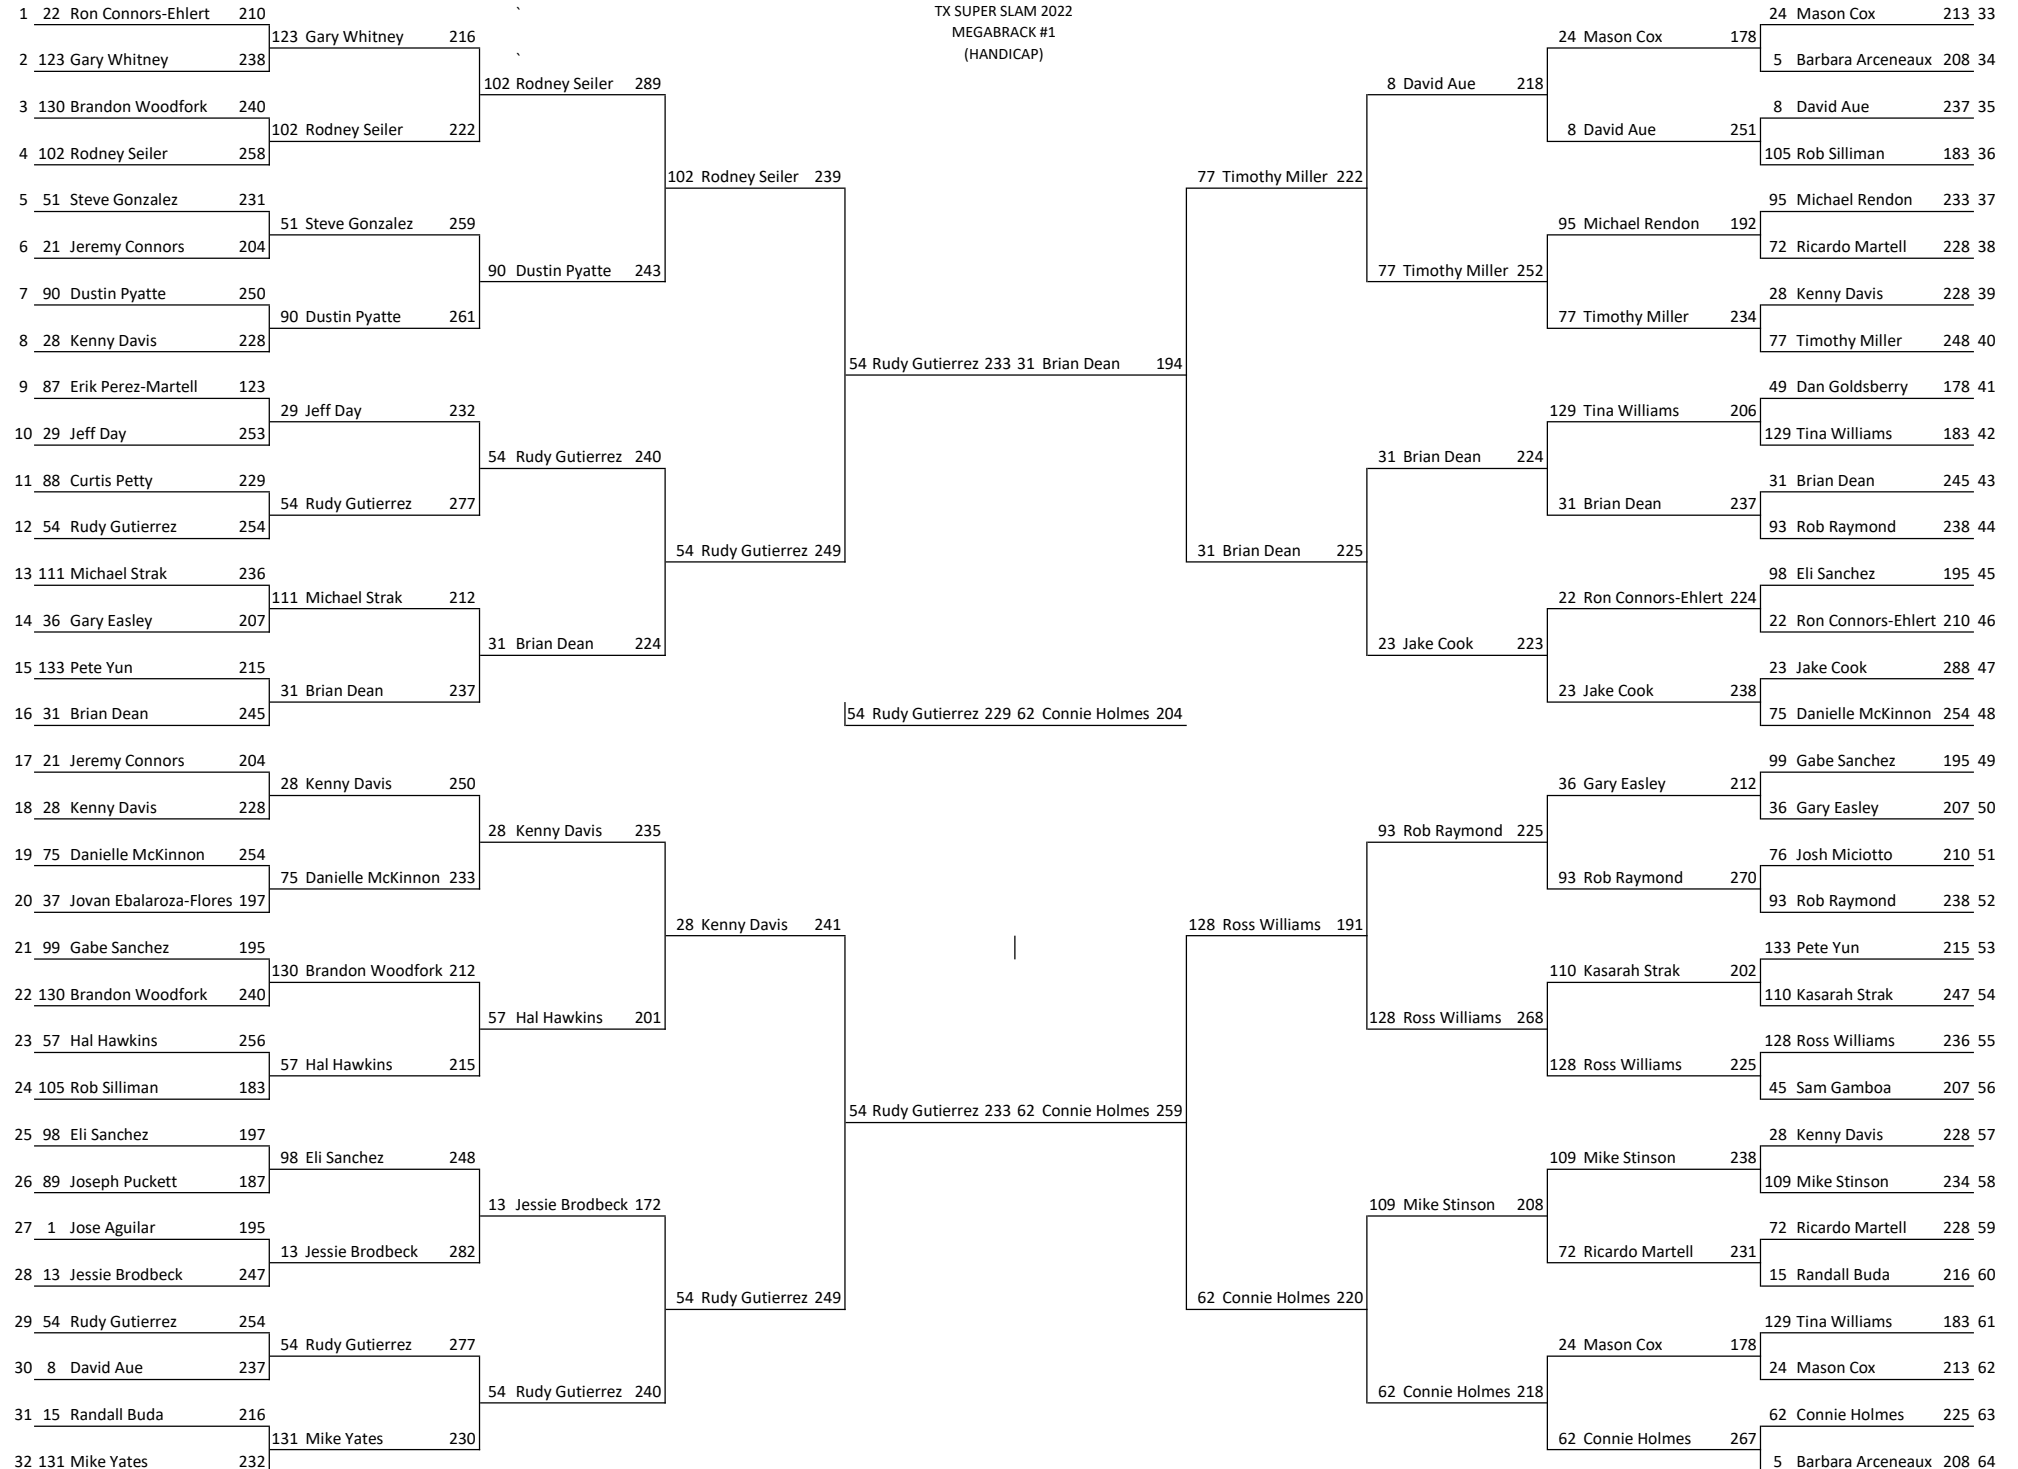 1 22 Ron Connors-Ehlert 210
123 Gary Whitney 216
2 123 Gary Whitney 238
102 Rodney Seiler 289
3 130 Brandon Woodfork 240
102 Rodney Seiler 222
4 102 Rodney Seiler 258
102 Rodney Seiler 239
5 51 Steve Gonzalez 231
51 Steve Gonzalez 259
6 21 Jeremy Connors 204
90 Dustin Pyatte 243
7 90 Dustin Pyatte 250
90 Dustin Pyatte 261
8 28 Kenny Davis 228
54 Rudy Gutierrez 233 31 Brian Dean 194
9 87 Erik Perez-Martell 123
29 Jeff Day 232
10 29 Jeff Day 253
54 Rudy Gutierrez 240
11 88 Curtis Petty 229
54 Rudy Gutierrez 277
12 54 Rudy Gutierrez 254
54 Rudy Gutierrez 249
13 111 Michael Strak 236
111 Michael Strak 212
14 36 Gary Easley 207
31 Brian Dean 224
15 133 Pete Yun 215
31 Brian Dean 237
16 31 Brian Dean 245
54 Rudy Gutierrez 229 62 Connie Holmes 204
17 21 Jeremy Connors 204
28 Kenny Davis 250
18 28 Kenny Davis 228
28 Kenny Davis 235
19 75 Danielle McKinnon 254
75 Danielle McKinnon 233
20 37 Jovan Ebalaroza-Flores 197
28 Kenny Davis 241
21 99 Gabe Sanchez 195
130 Brandon Woodfork 212
22 130 Brandon Woodfork 240
57 Hal Hawkins 201
23 57 Hal Hawkins 256
57 Hal Hawkins 215
24 105 Rob Silliman 183
54 Rudy Gutierrez 233 62 Connie Holmes 259
25 98 Eli Sanchez 197
98 Eli Sanchez 248
26 89 Joseph Puckett 187
13 Jessie Brodbeck 172
27 1 Jose Aguilar 195
13 Jessie Brodbeck 282
28 13 Jessie Brodbeck 247
54 Rudy Gutierrez 249
29 54 Rudy Gutierrez 254
54 Rudy Gutierrez 277
30 8 David Aue 237
54 Rudy Gutierrez 240
31 15 Randall Buda 216
131 Mike Yates 230
32 131 Mike Yates 232
TX SUPER SLAM 2022
MEGABRACK #1
(HANDICAP)
24 Mason Cox 213 33
24 Mason Cox 178
5 Barbara Arceneaux 208 34
8 David Aue 218
8 David Aue 237 35
8 David Aue 251
105 Rob Silliman 183 36
77 Timothy Miller 222
95 Michael Rendon 233 37
95 Michael Rendon 192
72 Ricardo Martell 228 38
77 Timothy Miller 252
28 Kenny Davis 228 39
77 Timothy Miller 234
77 Timothy Miller 248 40
49 Dan Goldsberry 178 41
129 Tina Williams 206
129 Tina Williams 183 42
31 Brian Dean 224
31 Brian Dean 245 43
31 Brian Dean 237
93 Rob Raymond 238 44
31 Brian Dean 225
98 Eli Sanchez 195 45
22 Ron Connors-Ehlert 224
22 Ron Connors-Ehlert 210 46
23 Jake Cook 223
23 Jake Cook 288 47
23 Jake Cook 238
75 Danielle McKinnon 254 48
99 Gabe Sanchez 195 49
36 Gary Easley 212
36 Gary Easley 207 50
93 Rob Raymond 225
76 Josh Miciotto 210 51
93 Rob Raymond 270
93 Rob Raymond 238 52
128 Ross Williams 191
133 Pete Yun 215 53
110 Kasarah Strak 202
110 Kasarah Strak 247 54
128 Ross Williams 268
128 Ross Williams 236 55
128 Ross Williams 225
45 Sam Gamboa 207 56
28 Kenny Davis 228 57
109 Mike Stinson 238
109 Mike Stinson 234 58
109 Mike Stinson 208
72 Ricardo Martell 228 59
72 Ricardo Martell 231
15 Randall Buda 216 60
62 Connie Holmes 220
129 Tina Williams 183 61
24 Mason Cox 178
24 Mason Cox 213 62
62 Connie Holmes 218
62 Connie Holmes 225 63
62 Connie Holmes 267
5 Barbara Arceneaux 208 64